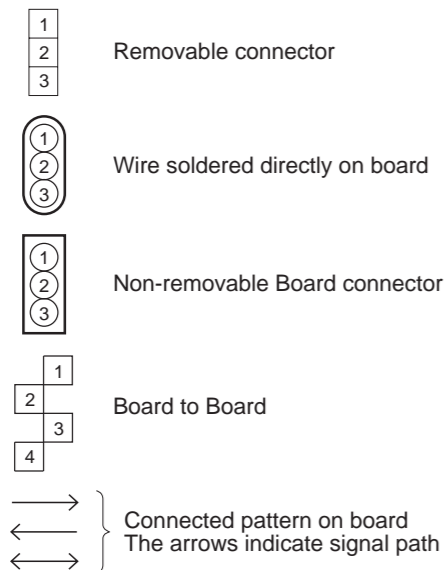 1
2
3
Removable connector
1
2
3
Wire soldered directly on board
1
2
3
Non-removable Board connector
1
2
3
4
Board to Board
Connected pattern on board
The arrows indicate signal path